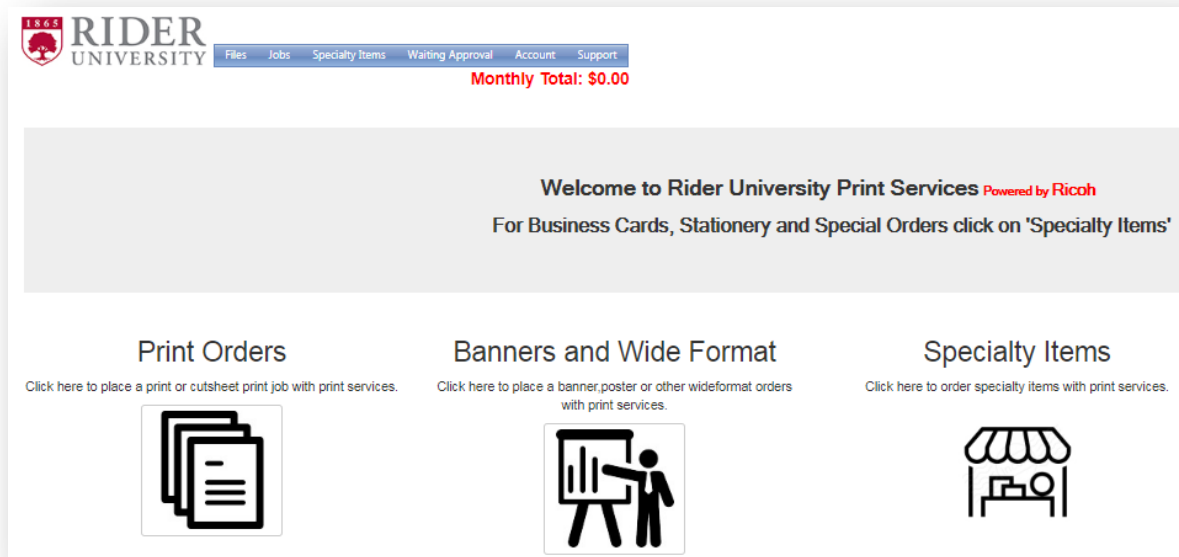 1865
RIDER
UNIVERSITY
Files Jobs Specialty Items Waiting Approval Account Support
Monthly Total: $0.00
Welcome to Rider University Print Services Powered by Ricoh
For Business Cards, Stationery and Special Orders click on 'Specialty Items'
Print Orders
Click here to place a print or cutsheet print job with print services.
Banners and Wide Format
Click here to place a banner,poster or other wideformat orders
with print services.
Specialty Items
Click here to order specialty items with print services.